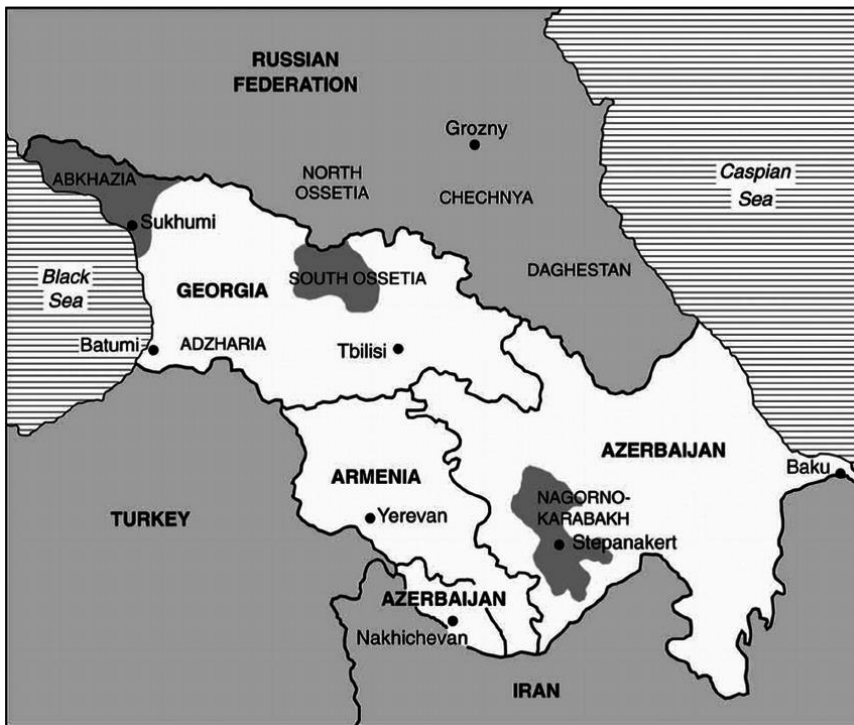 RUSSIAN
FEDERATION
Grozny
NORTH
OSSETIA
CHECHNYA
Caspian
Sea
ABKHAZIA
Sukhumi
Black
Sea
GEORGIA
SOUTH OSSETIA
DAGHESTAN
Batumi
ADZHARIA
Tbilisi
AZERBAIJAN
Baku
ARMENIA
NAGORNO-
KARABAKH
Yerevan
Stepanakert
TURKEY
AZERBAIJAN
Nakhichevan
IRAN